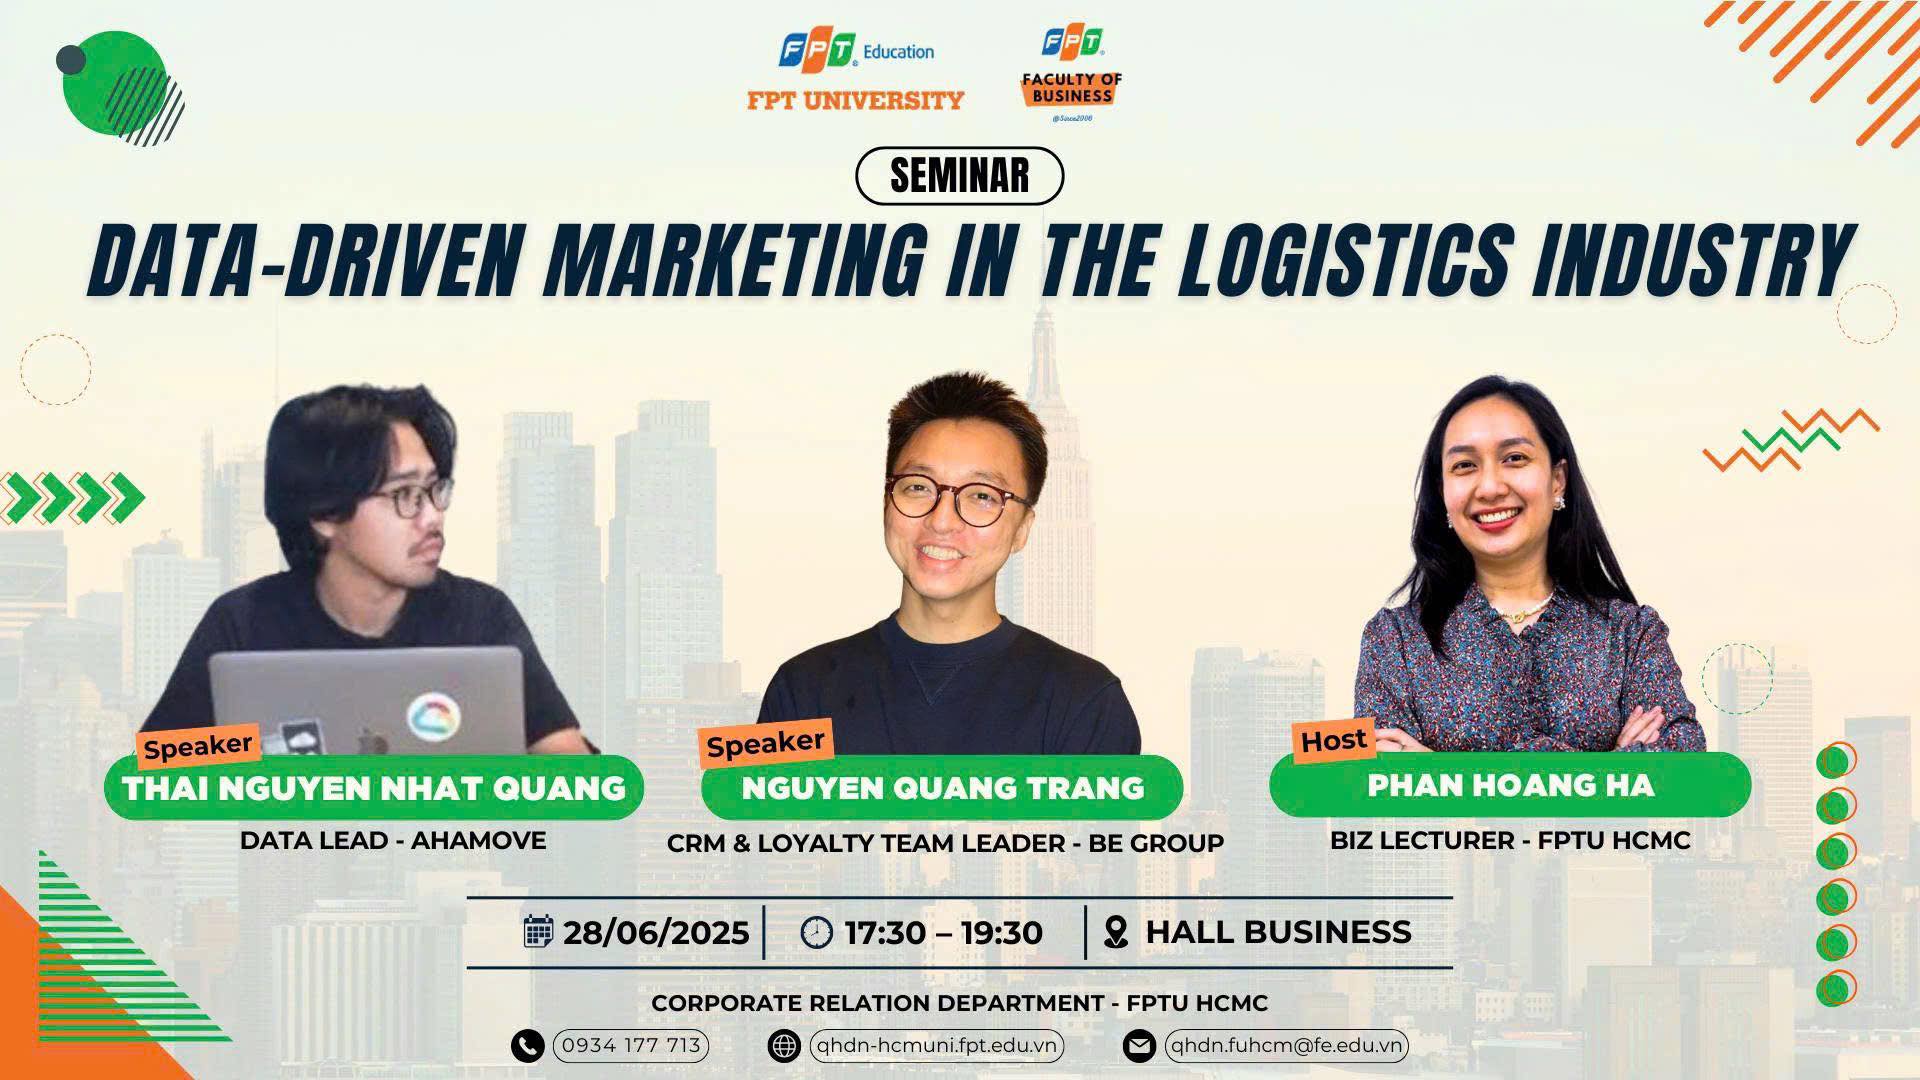 FPT Education
FPT UNIVERSITY
FPT
FACULTY OF
BUSINESS
@Since2006
SEMINAR
DATA-DRIVEN MARKETING IN THE LOGISTICS INDUSTRY
Speaker
THAI NGUYEN NHAT QUANG
DATA LEAD - AHAMOVE
Speaker
NGUYEN QUANG TRANG
CRM & LOYALTY TEAM LEADER - BE GROUP
Host
PHAN HOANG HA
BIZ LECTURER - FPTU HCMC
28/06/2025
17:30 – 19:30
HALL BUSINESS
CORPORATE RELATION DEPARTMENT - FPTU HCMC
0934 177 713
qhdn-hcmuni.fpt.edu.vn
qhdn.fuhcm@fe.edu.vn